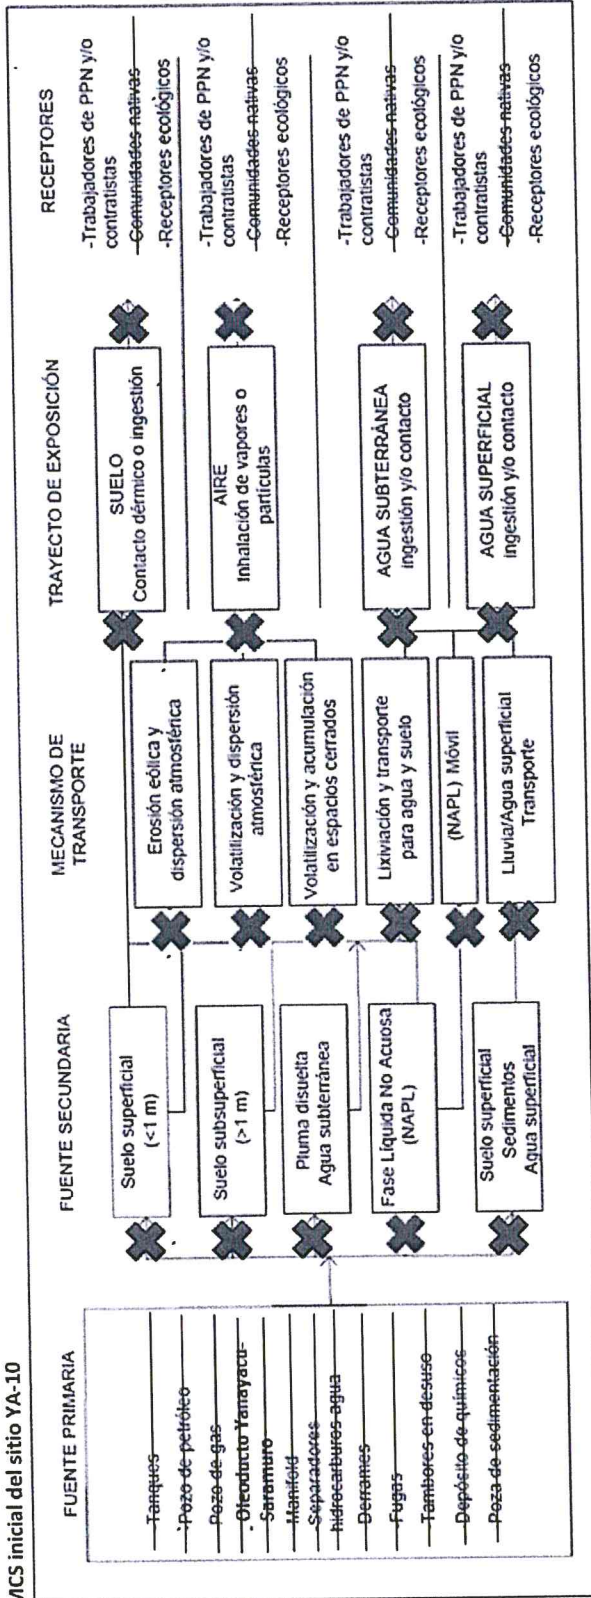 MCS inicial del sitio YA-10
FUENTE PRIMARIA
-Tanques
-Pozo de petróleo
Pozo de gas
- Oleoducto Yanayacu-
Saramuro
Manifold
-Separadores
hidrocarburos agua
Derrames
-Fugas
Tambores en desuso
-Depósito de químicos
Poza de sedimentación
FUENTE SECUNDARIA
Suelo superficial
(<1 m)
Suelo subsuperficial
(>1 m)
Pluma disuelta
Agua subterránea
Fase Líquida No Acuosa
(NAPL)
Suelo superficial
Sedimentos
Agua superficial
MECANISMO DE
TRANSPORTE
Erosión eólica y
dispersión atmosférica
Volatilización y dispersión
atmosférica
Volatilización y acumulación
en espacios cerrados
Lixiviación y transporte
para agua y suelo
(NAPL) Móvil
Lluvia/Agua superficial
Transporte
TRAYECTO DE EXPOSICIÓN
SUELO
Contacto dérmico o ingestión
AIRE
Inhalación de vapores o
partículas
AGUA SUBTERRÁNEA
ingestión y/o contacto
AGUA SUPERFICIAL
ingestión y/o contacto
RECEPTORES
-Trabajadores de PPN y/o
contratistas
-Comunidades nativas
-Receptores ecológicos
-Trabajadores de PPN y/o
contratistas
-Comunidades nativas
-Receptores ecológicos
-Trabajadores de PPN y/o
contratistas
-Comunidades nativas
-Receptores ecológicos
-Trabajadores de PPN y/o
contratistas
-Comunidades nativas
-Receptores ecológicos